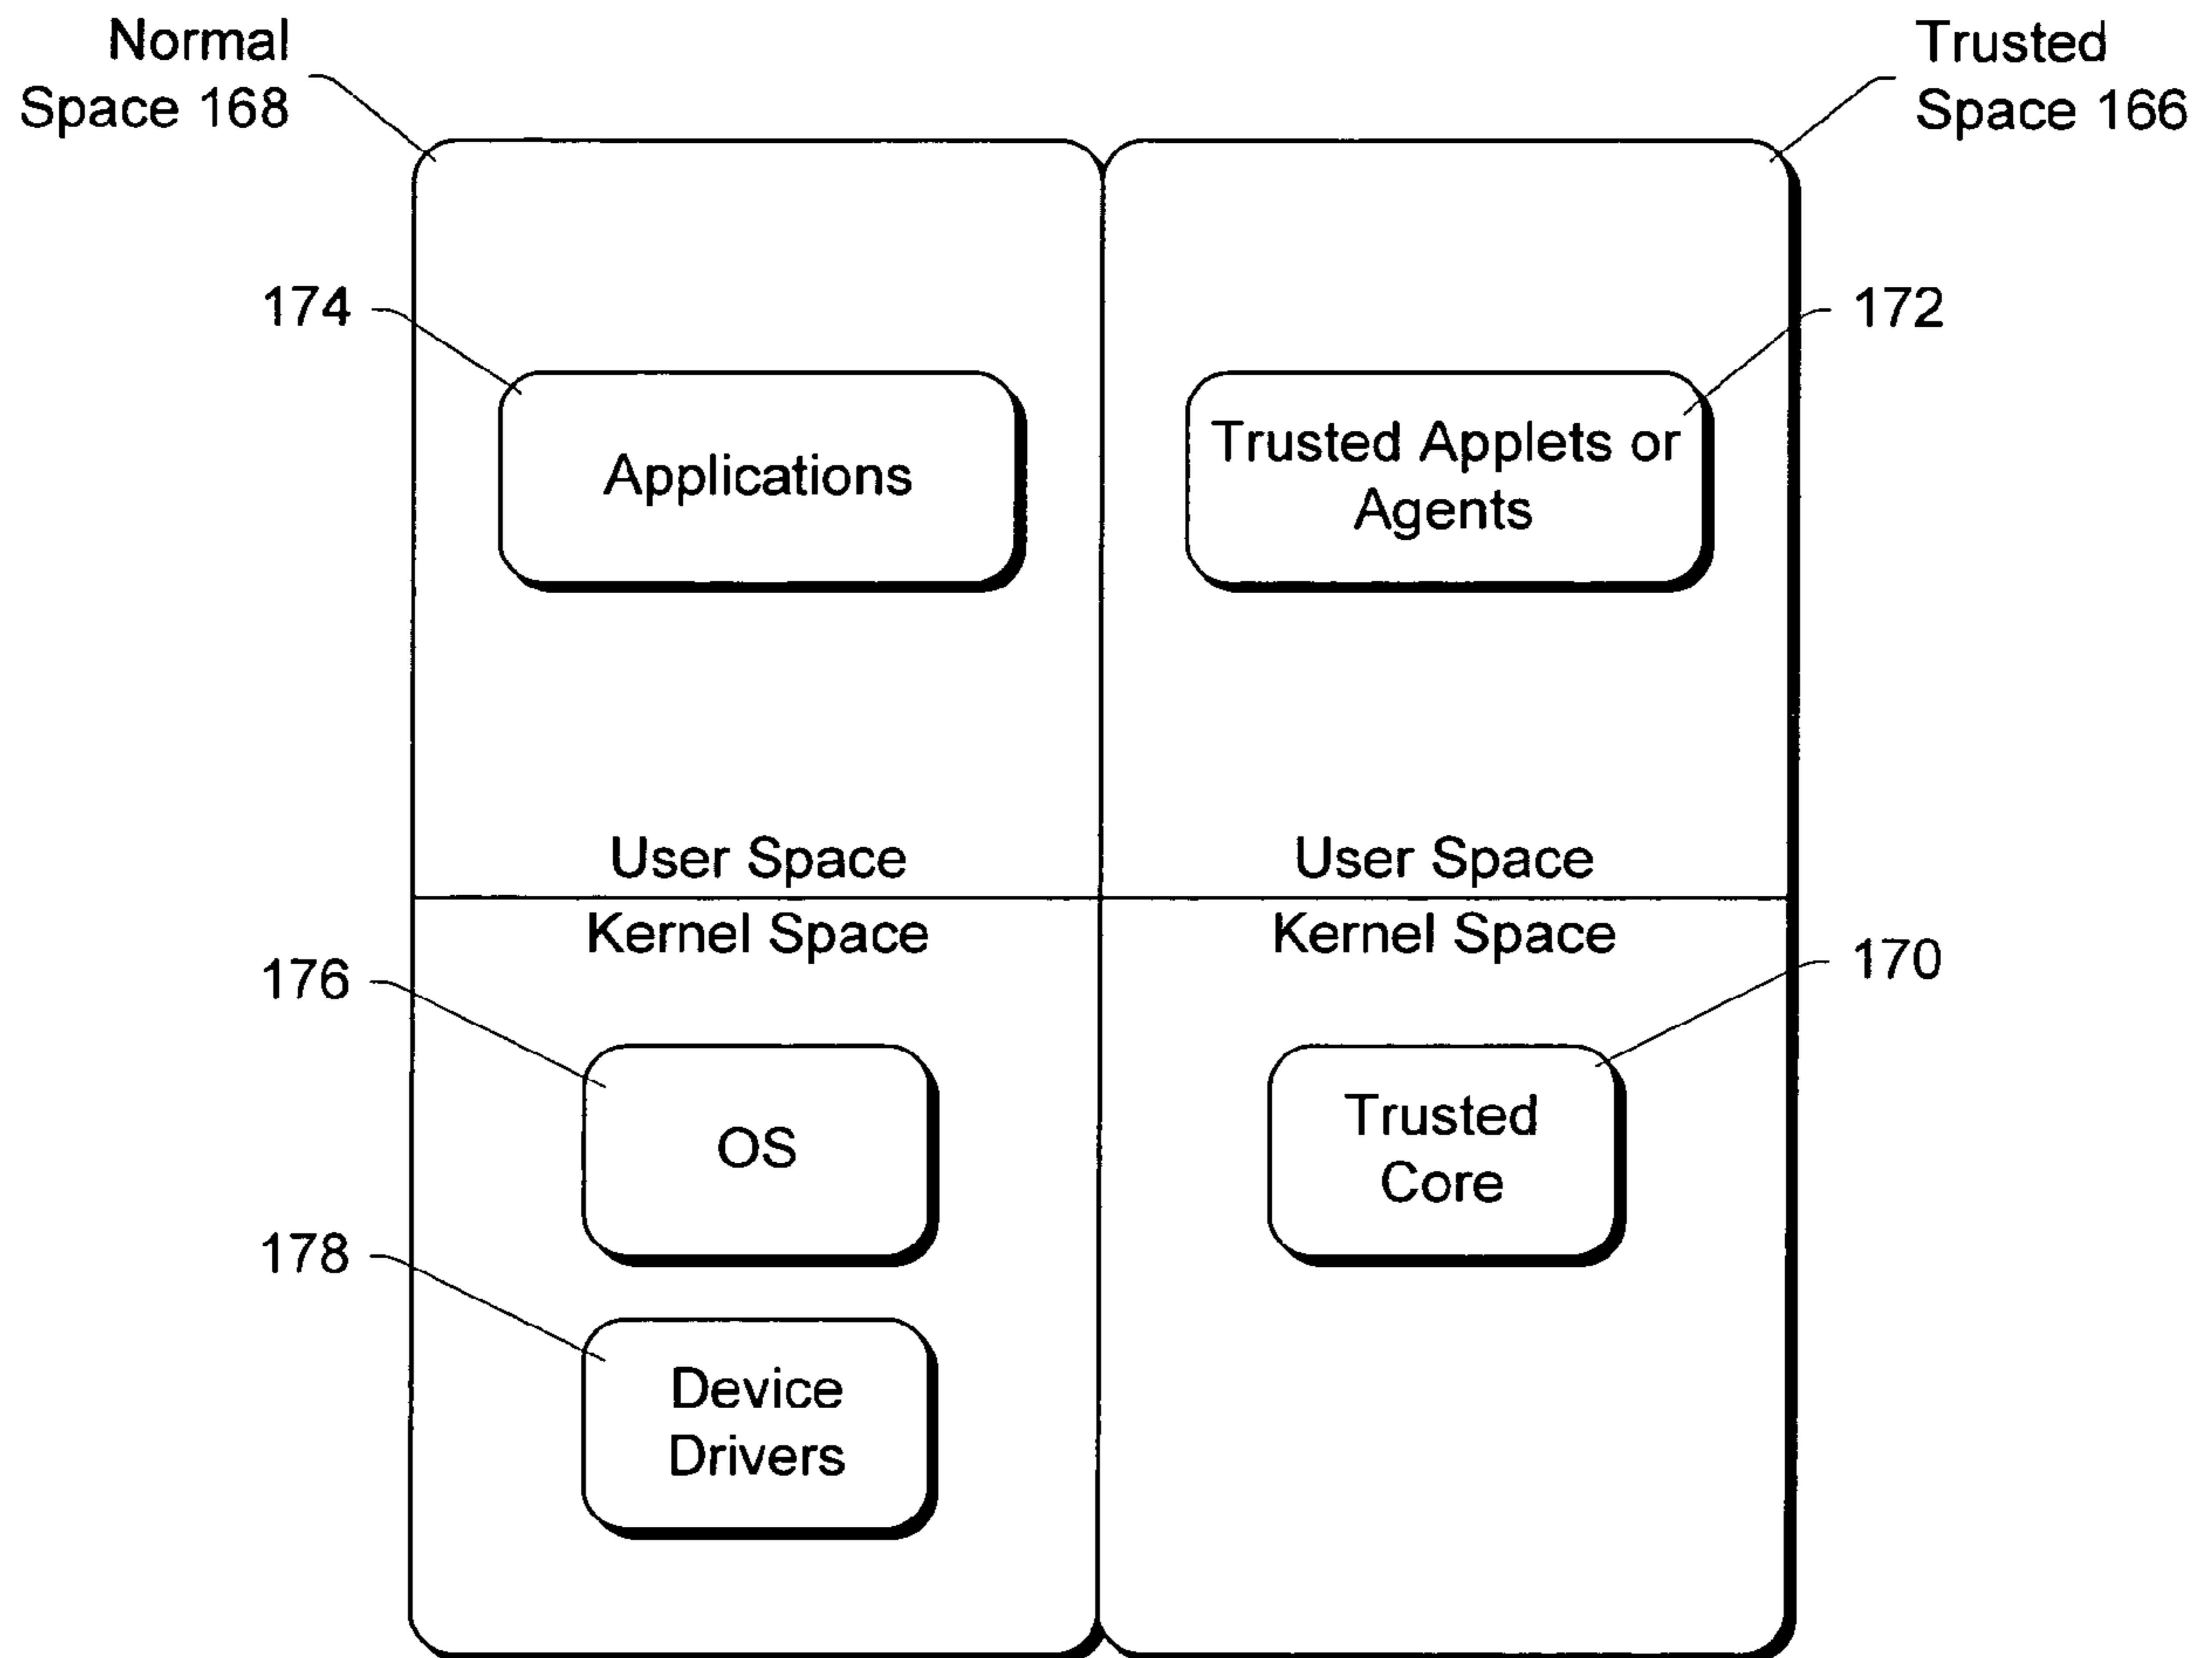 Normal
Space 168
Trusted
Space 166
174
172
Applications
Trusted Applets or
Agents
User Space
User Space
Kernel Space
Kernel Space
176
170
OS
Trusted
Core
178
Device
Drivers